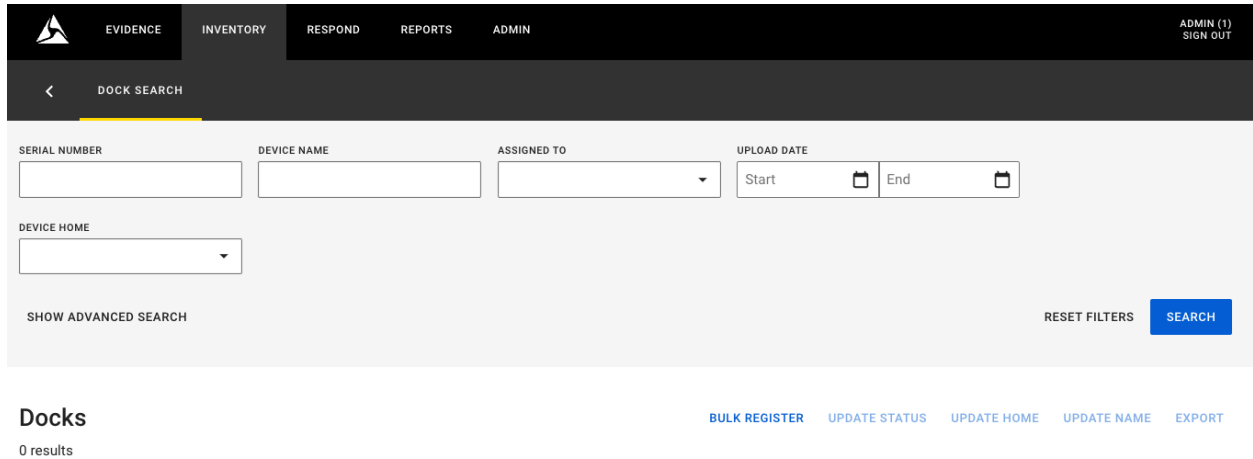 EVIDENCE INVENTORY RESPOND REPORTS ADMIN ADMIN (1)
SIGN OUT
DOCK SEARCH
SERIAL NUMBER DEVICE NAME ASSIGNED TO UPLOAD DATE
Start End
DEVICE HOME
SHOW ADVANCED SEARCH RESET FILTERS SEARCH
Docks BULK REGISTER UPDATE STATUS UPDATE HOME UPDATE NAME EXPORT
0 results